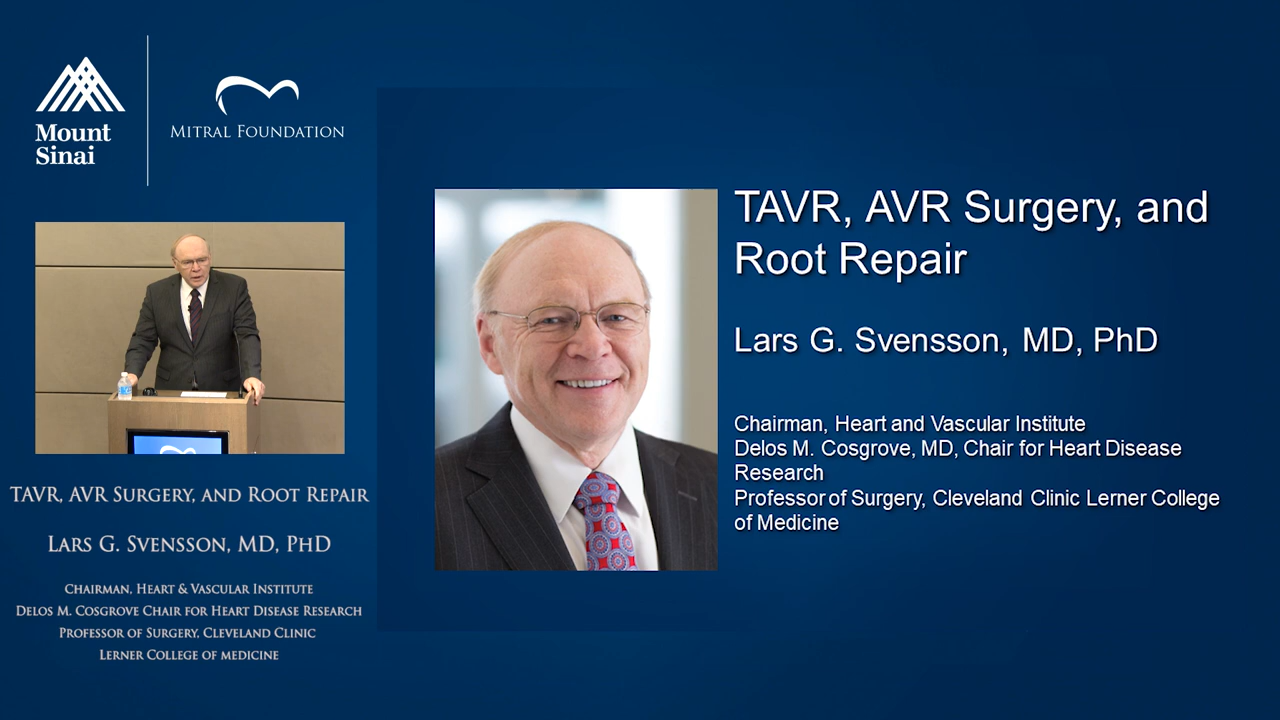 Mount
Sinai
MITRAL FOUNDATION
TAVR, AVR SURGERY, AND ROOT REPAIR
LARS G. SVENSSON, MD, PHD
CHAIRMAN, HEART & VASCULAR INSTITUTE
DELOS M. COSGROVE CHAIR FOR HEART DISEASE RESEARCH
PROFESSOR OF SURGERY, CLEVELAND CLINIC
LERNER COLLEGE OF MEDICINE
TAVR, AVR Surgery, and
Root Repair
Lars G. Svensson, MD, PhD
Chairman, Heart and Vascular Institute
Delos M. Cosgrove, MD, Chair for Heart Disease
Research
Professor of Surgery, Cleveland Clinic Lerner College
of Medicine